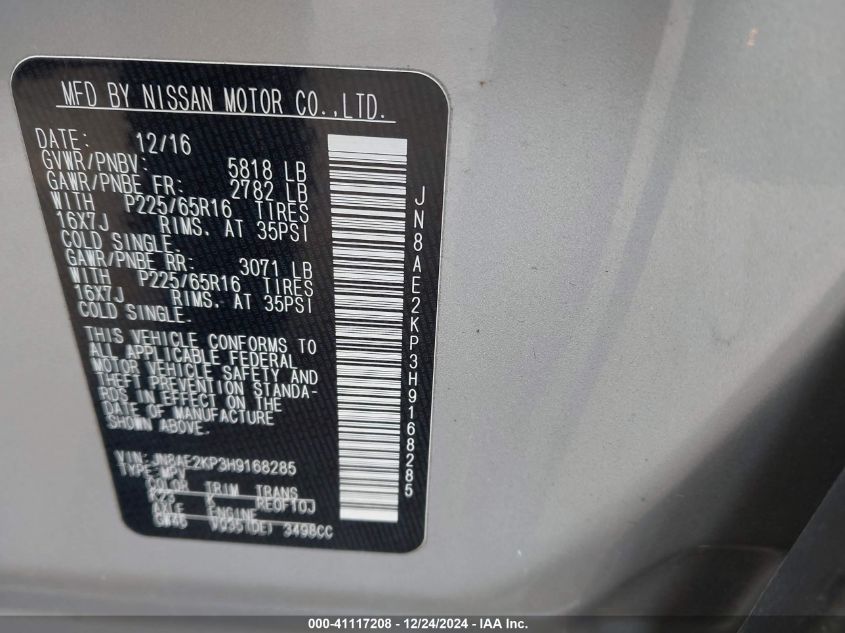 MFD BY NISSAN MOTOR CO.,LTD.
DATE: 12/16
GVWR/PNBV: 5818 LB
GAWR/PNBE FR: 2782 LB
WITH P225/65R16 TIRES
16X7J RIMS. AT 35PSI
COLD SINGLE.
GAWR/PNBE RR: 3071 LB
WITH P225/65R16 TIRES
16X7J RIMS. AT 35PSI
COLD SINGLE.
THIS VEHICLE CONFORMS TO
ALL APPLICABLE FEDERAL
MOTOR VEHICLE SAFETY AND
THEFT PREVENTION STANDA-
RDS IN EFFECT ON THE
DATE OF MANUFACTURE
SHOWN ABOVE.
VIN: JN8AE2KP3H9168285
TYPE: MPV
COLOR TRIM TRANS
K23 K RE0F10J
AXLE ENGINE
GW46 VQ35(DE) 3498CC
JN8AE2KP3H9168285
000-41117208 - 12/24/2024 - IAA Inc.